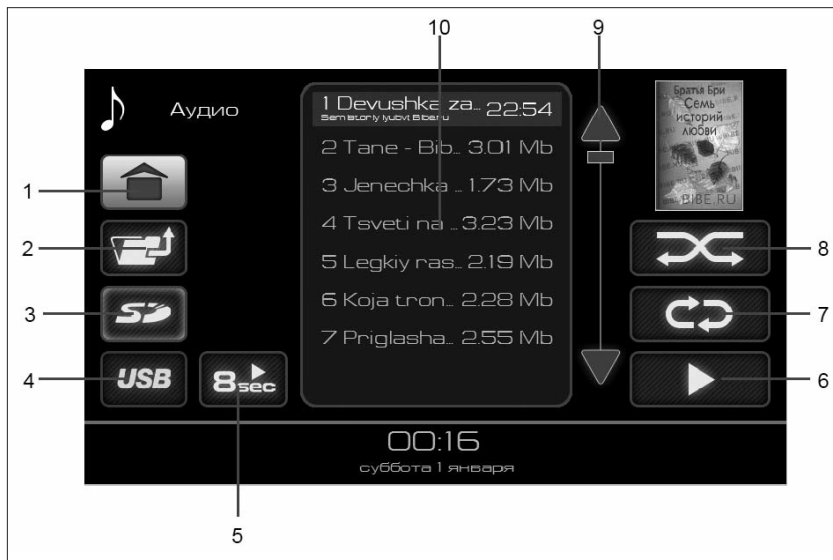 10
9
Аудио
1 Devushka za... 22:54
Semistoriy lyubvt Bibe.ru
2 Tane - Bib... 3.01 Mb
3 Jenechka ... 1.73 Mb
4 Tsveti na ... 3.23 Mb
5 Legkiy ras... 2.19 Mb
6 Koja tron... 2.28 Mb
7 Priglasha... 2.55 Mb
Братья Бри
Семь
историй
любви
BIBE.RU
1
2
3
SD
4
USB
8 sec
5
8
7
6
00:16
суббота 1 января